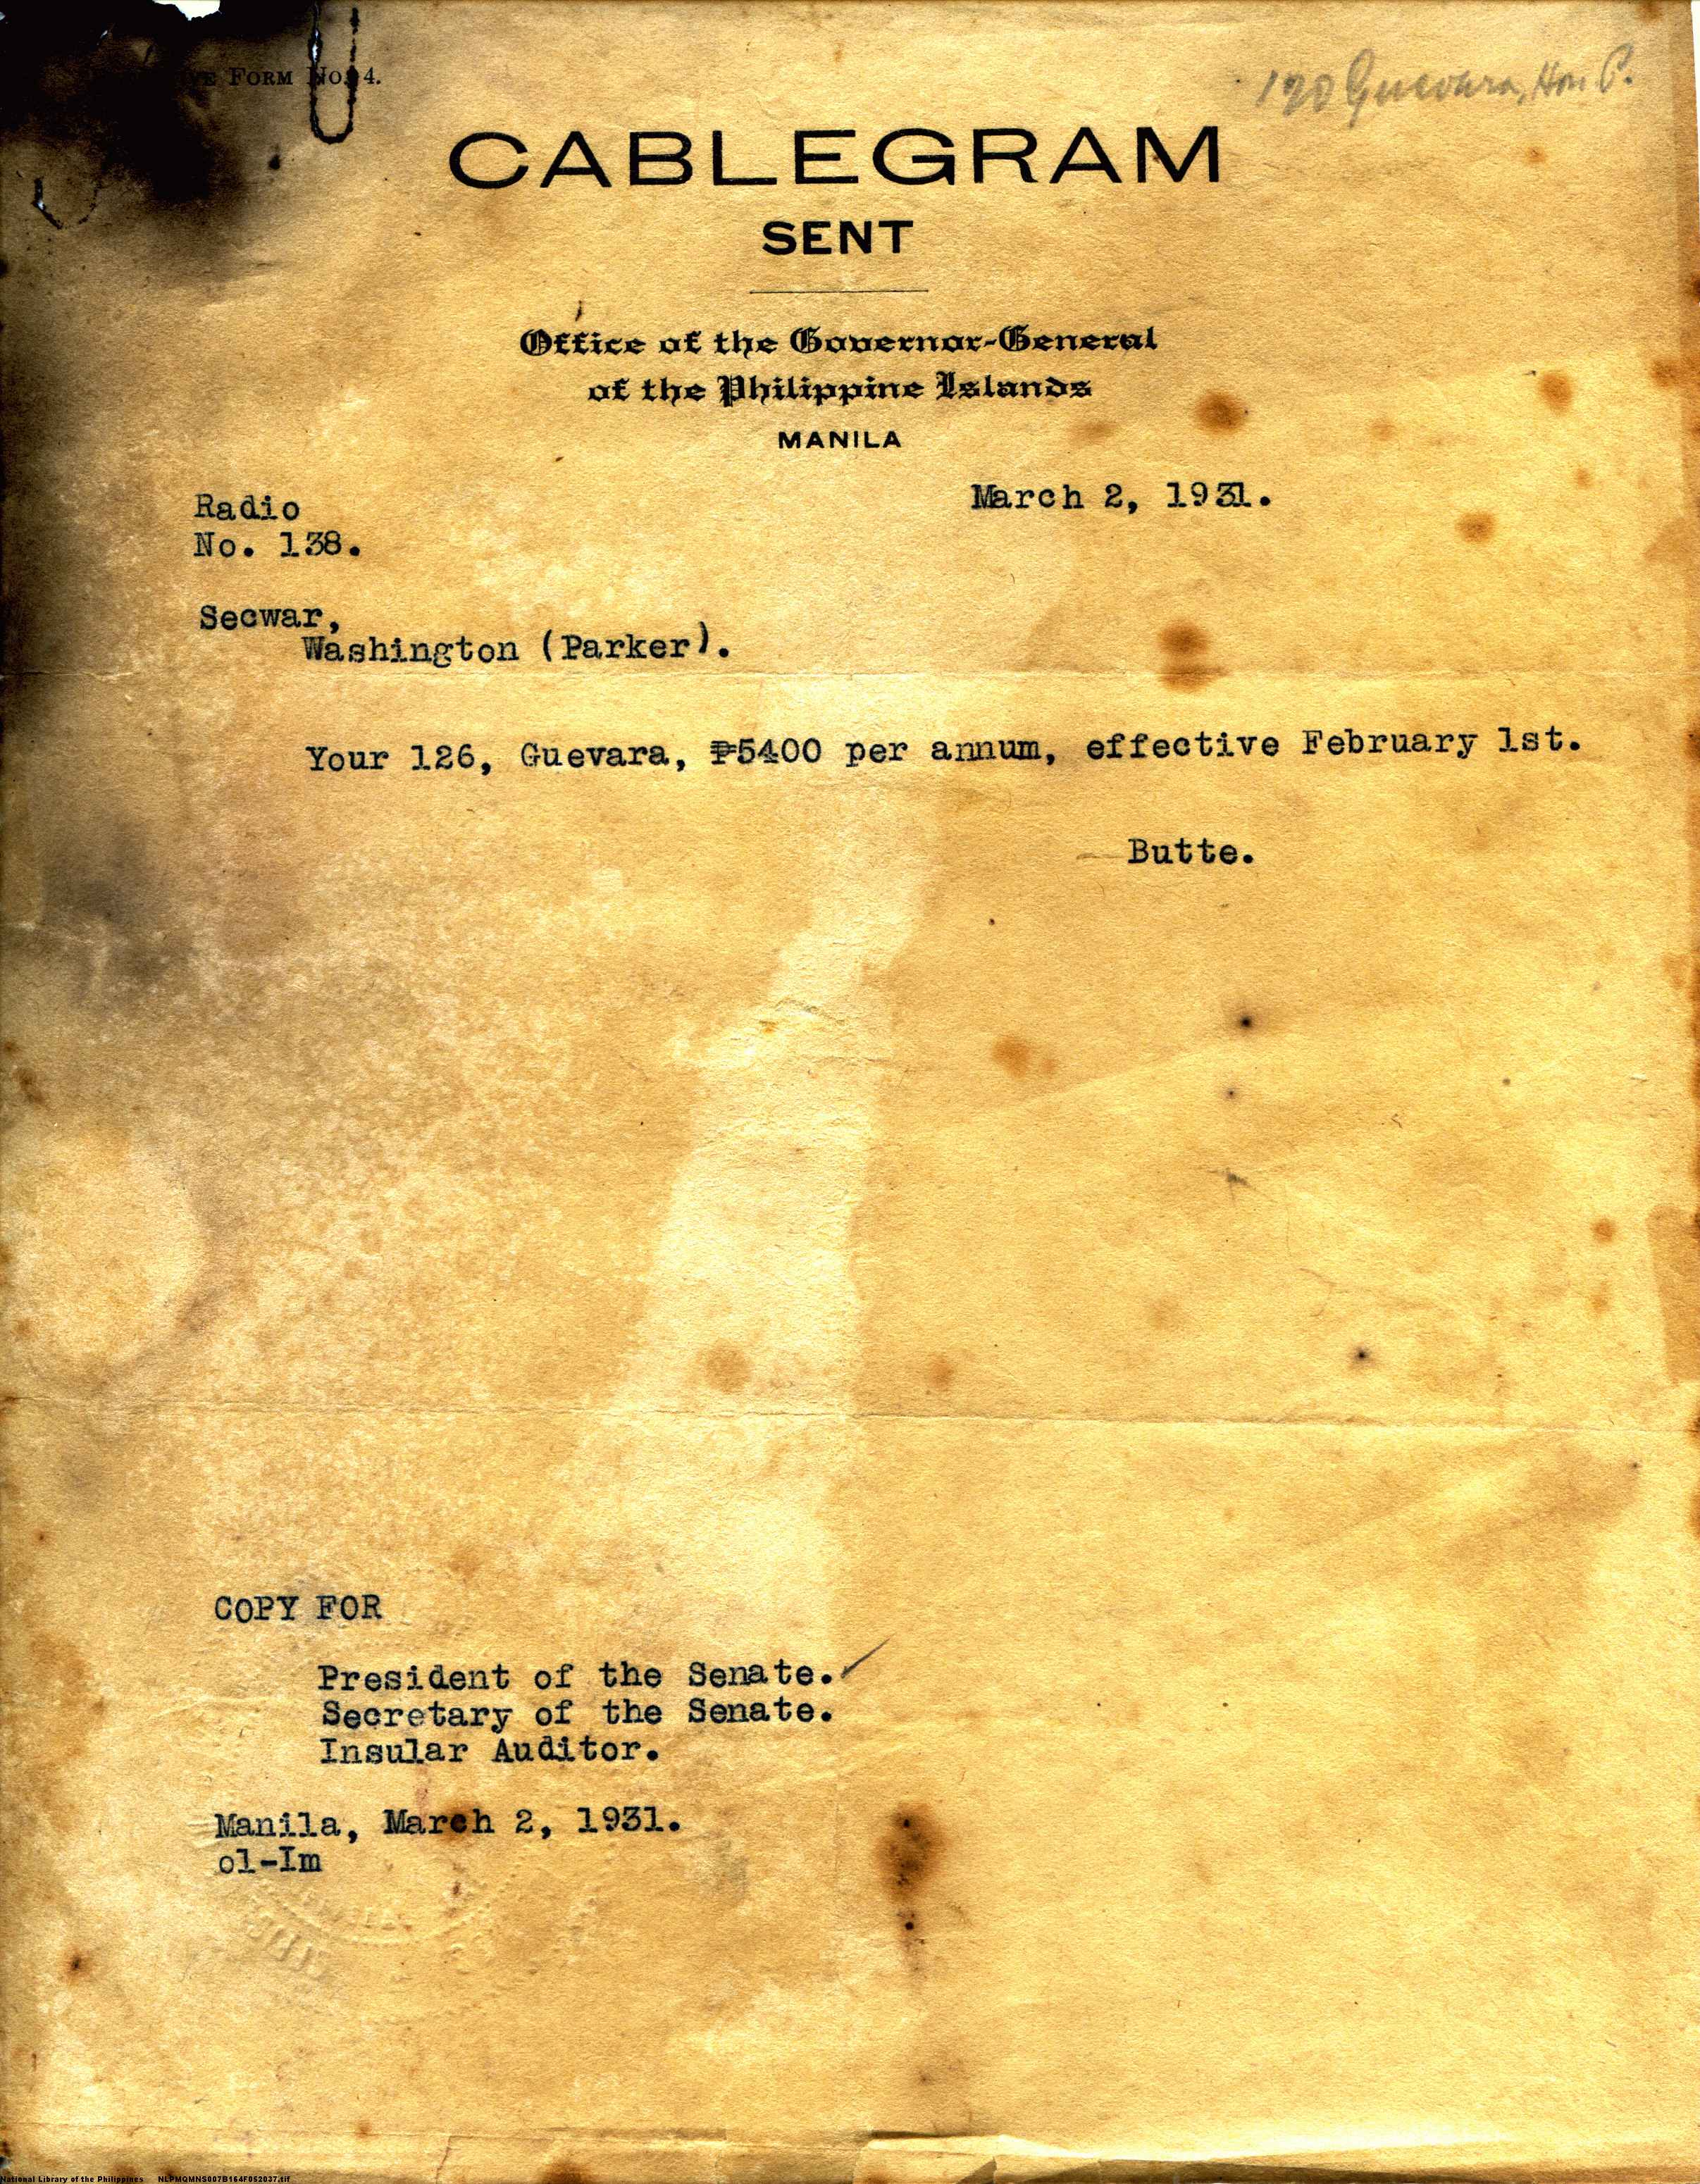 Form No. 4.
Guevara, Hon. P.
CABLEGRAM
SENT
Office of the Governor-General
of the Philippine Islands
MANILA
Radio
No. 138.
March 2, 1931.
Secwar,
Washington (Parker).
Your 126, Guevara, ₱5400 per annum, effective February 1st.
Butte.
COPY FOR
President of the Senate.
Secretary of the Senate.
Insular Auditor.
Manila, March 2, 1931.
ol-Im
National Library of the Philippines NLPMQMNS007B164F052037.tif